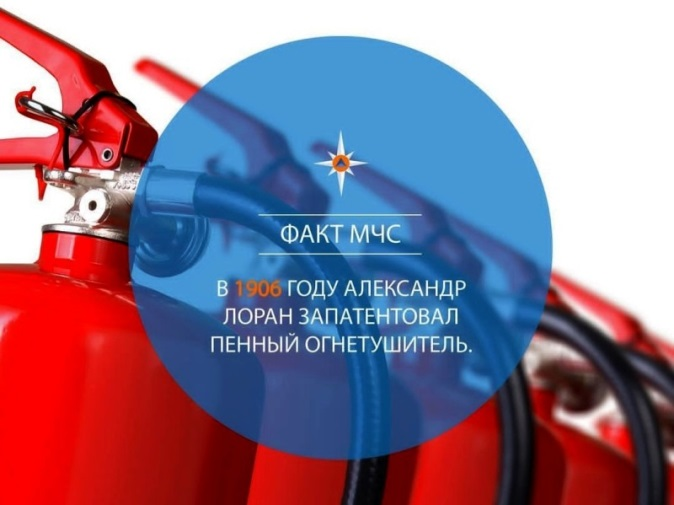 ФАКТ МЧС
В 1906 ГОДУ АЛЕКСАНДР
ЛОРАН ЗАПАТЕНТОВАЛ
ПЕННЫЙ ОГНЕТУШИТЕЛЬ.